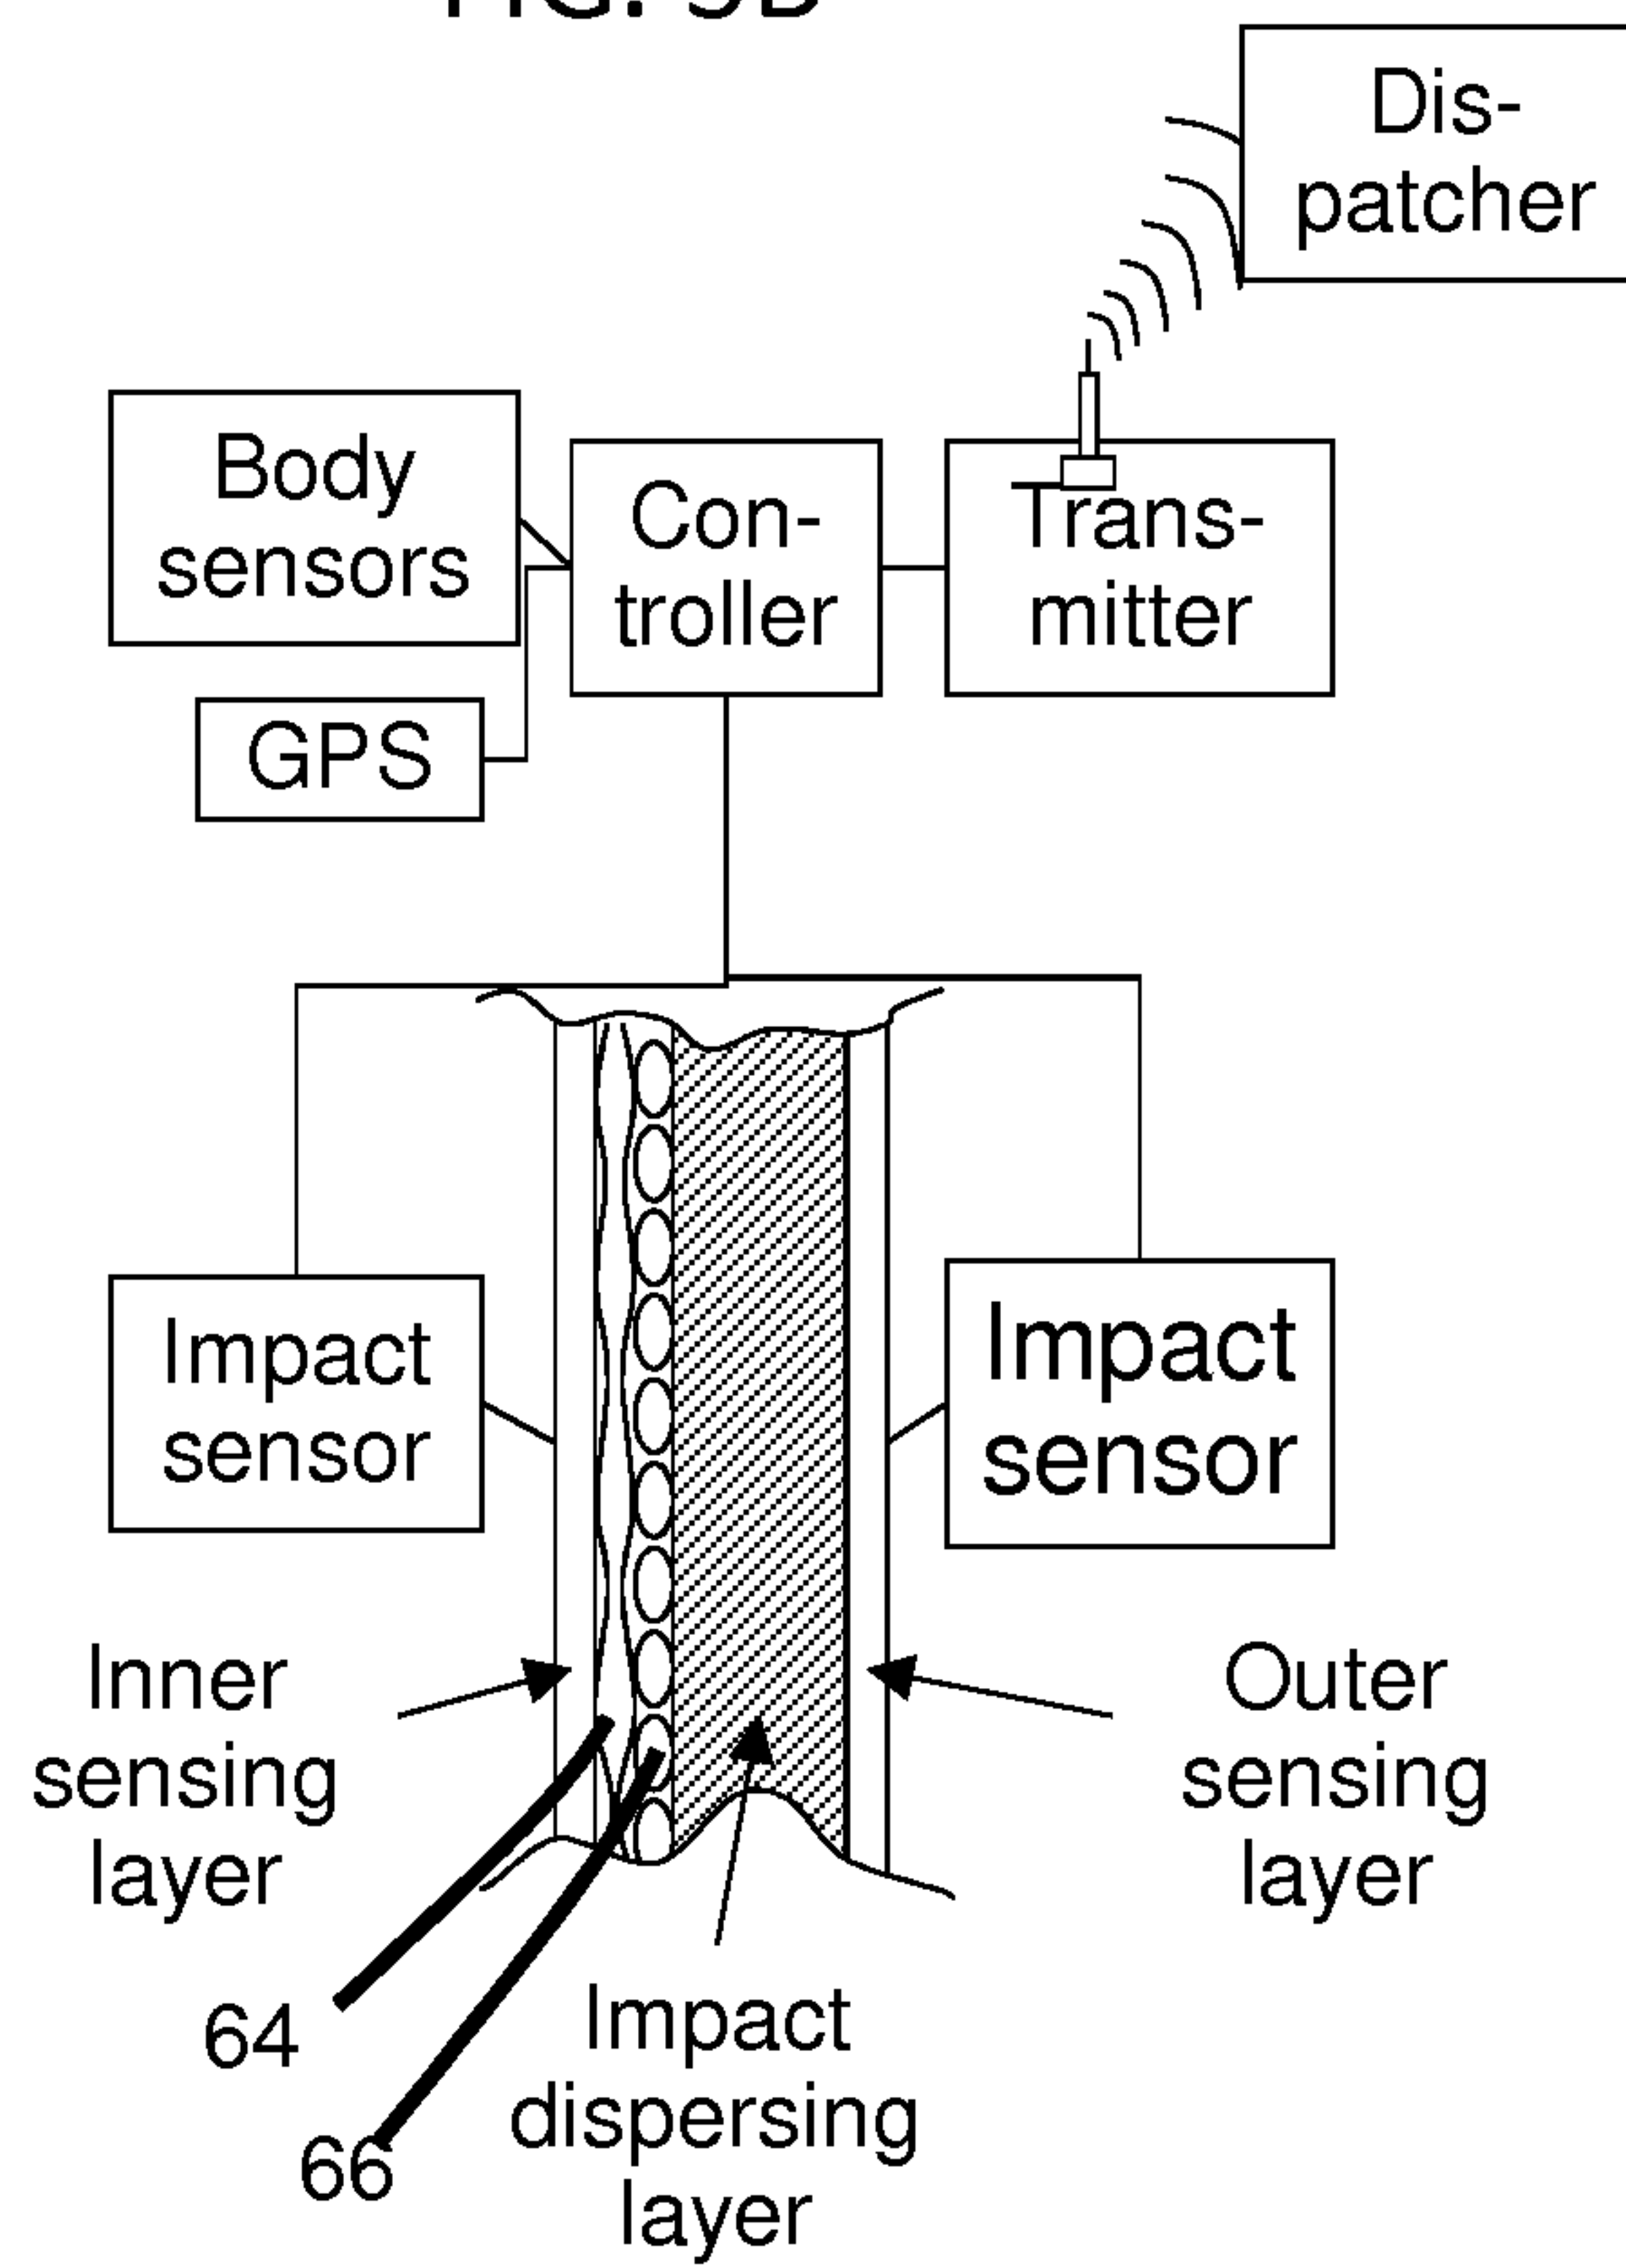 Dis-
patcher
Body
sensors
Con-
troller
Trans-
mitter
GPS
Impact
sensor
Impact
sensor
Inner
sensing
layer
Outer
sensing
layer
64
66
Impact
dispersing
layer